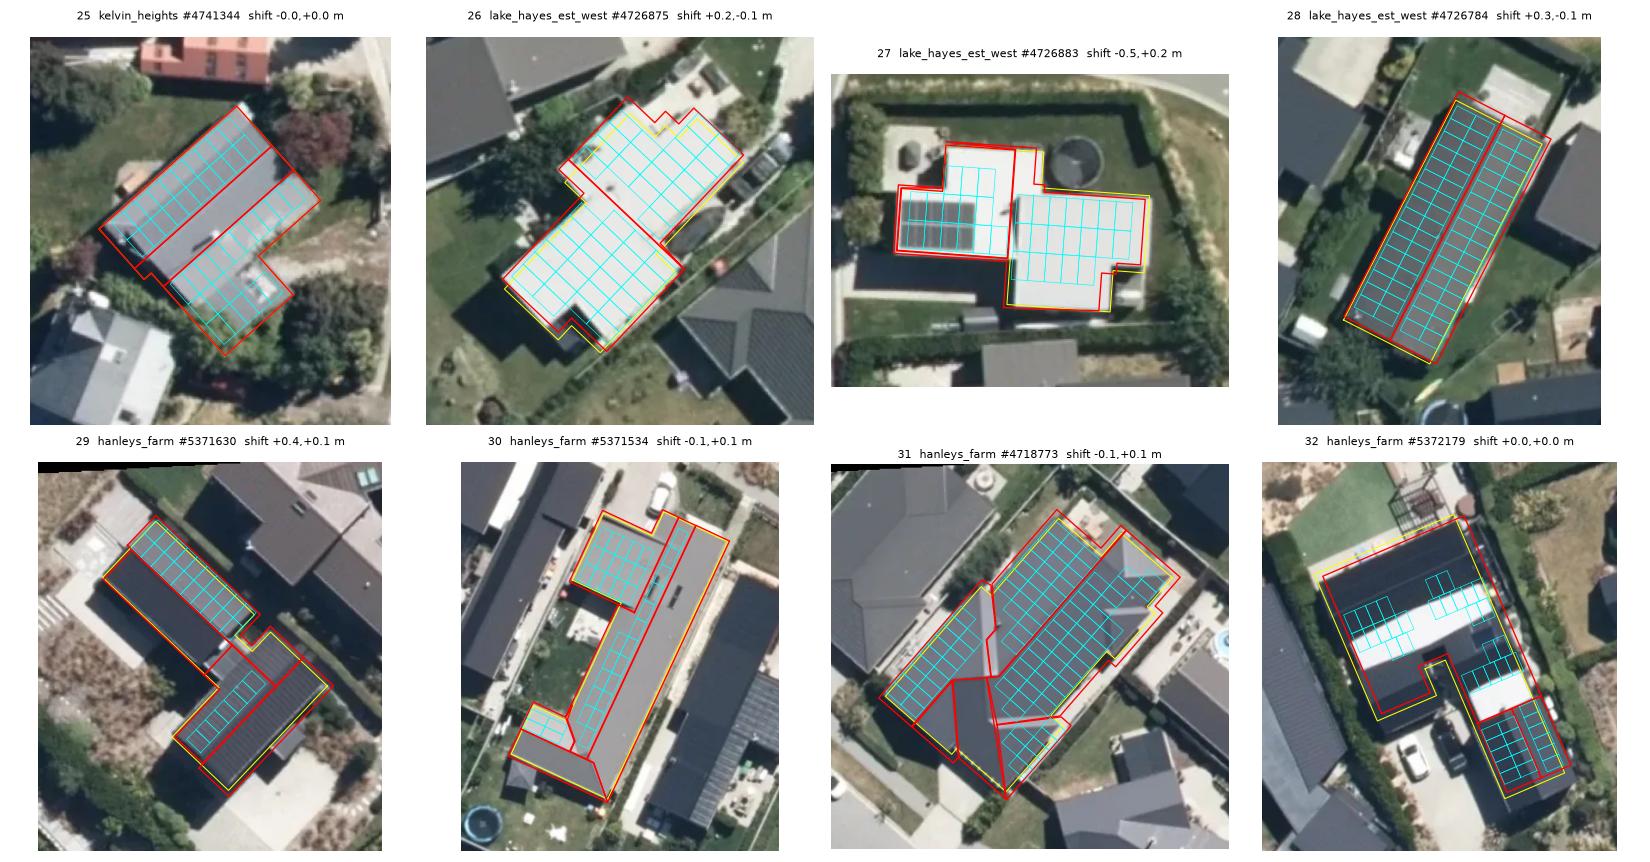 25 kelvin_heights #4741344 shift -0.0,+0.0 m
26 lake_hayes_est_west #4726875 shift +0.2,-0.1 m
27 lake_hayes_est_west #4726883 shift -0.5,+0.2 m
28 lake_hayes_est_west #4726784 shift +0.3,-0.1 m
29 hanleys_farm #5371630 shift +0.4,+0.1 m
30 hanleys_farm #5371534 shift -0.1,+0.1 m
31 hanleys_farm #4718773 shift -0.1,+0.1 m
32 hanleys_farm #5372179 shift +0.0,+0.0 m